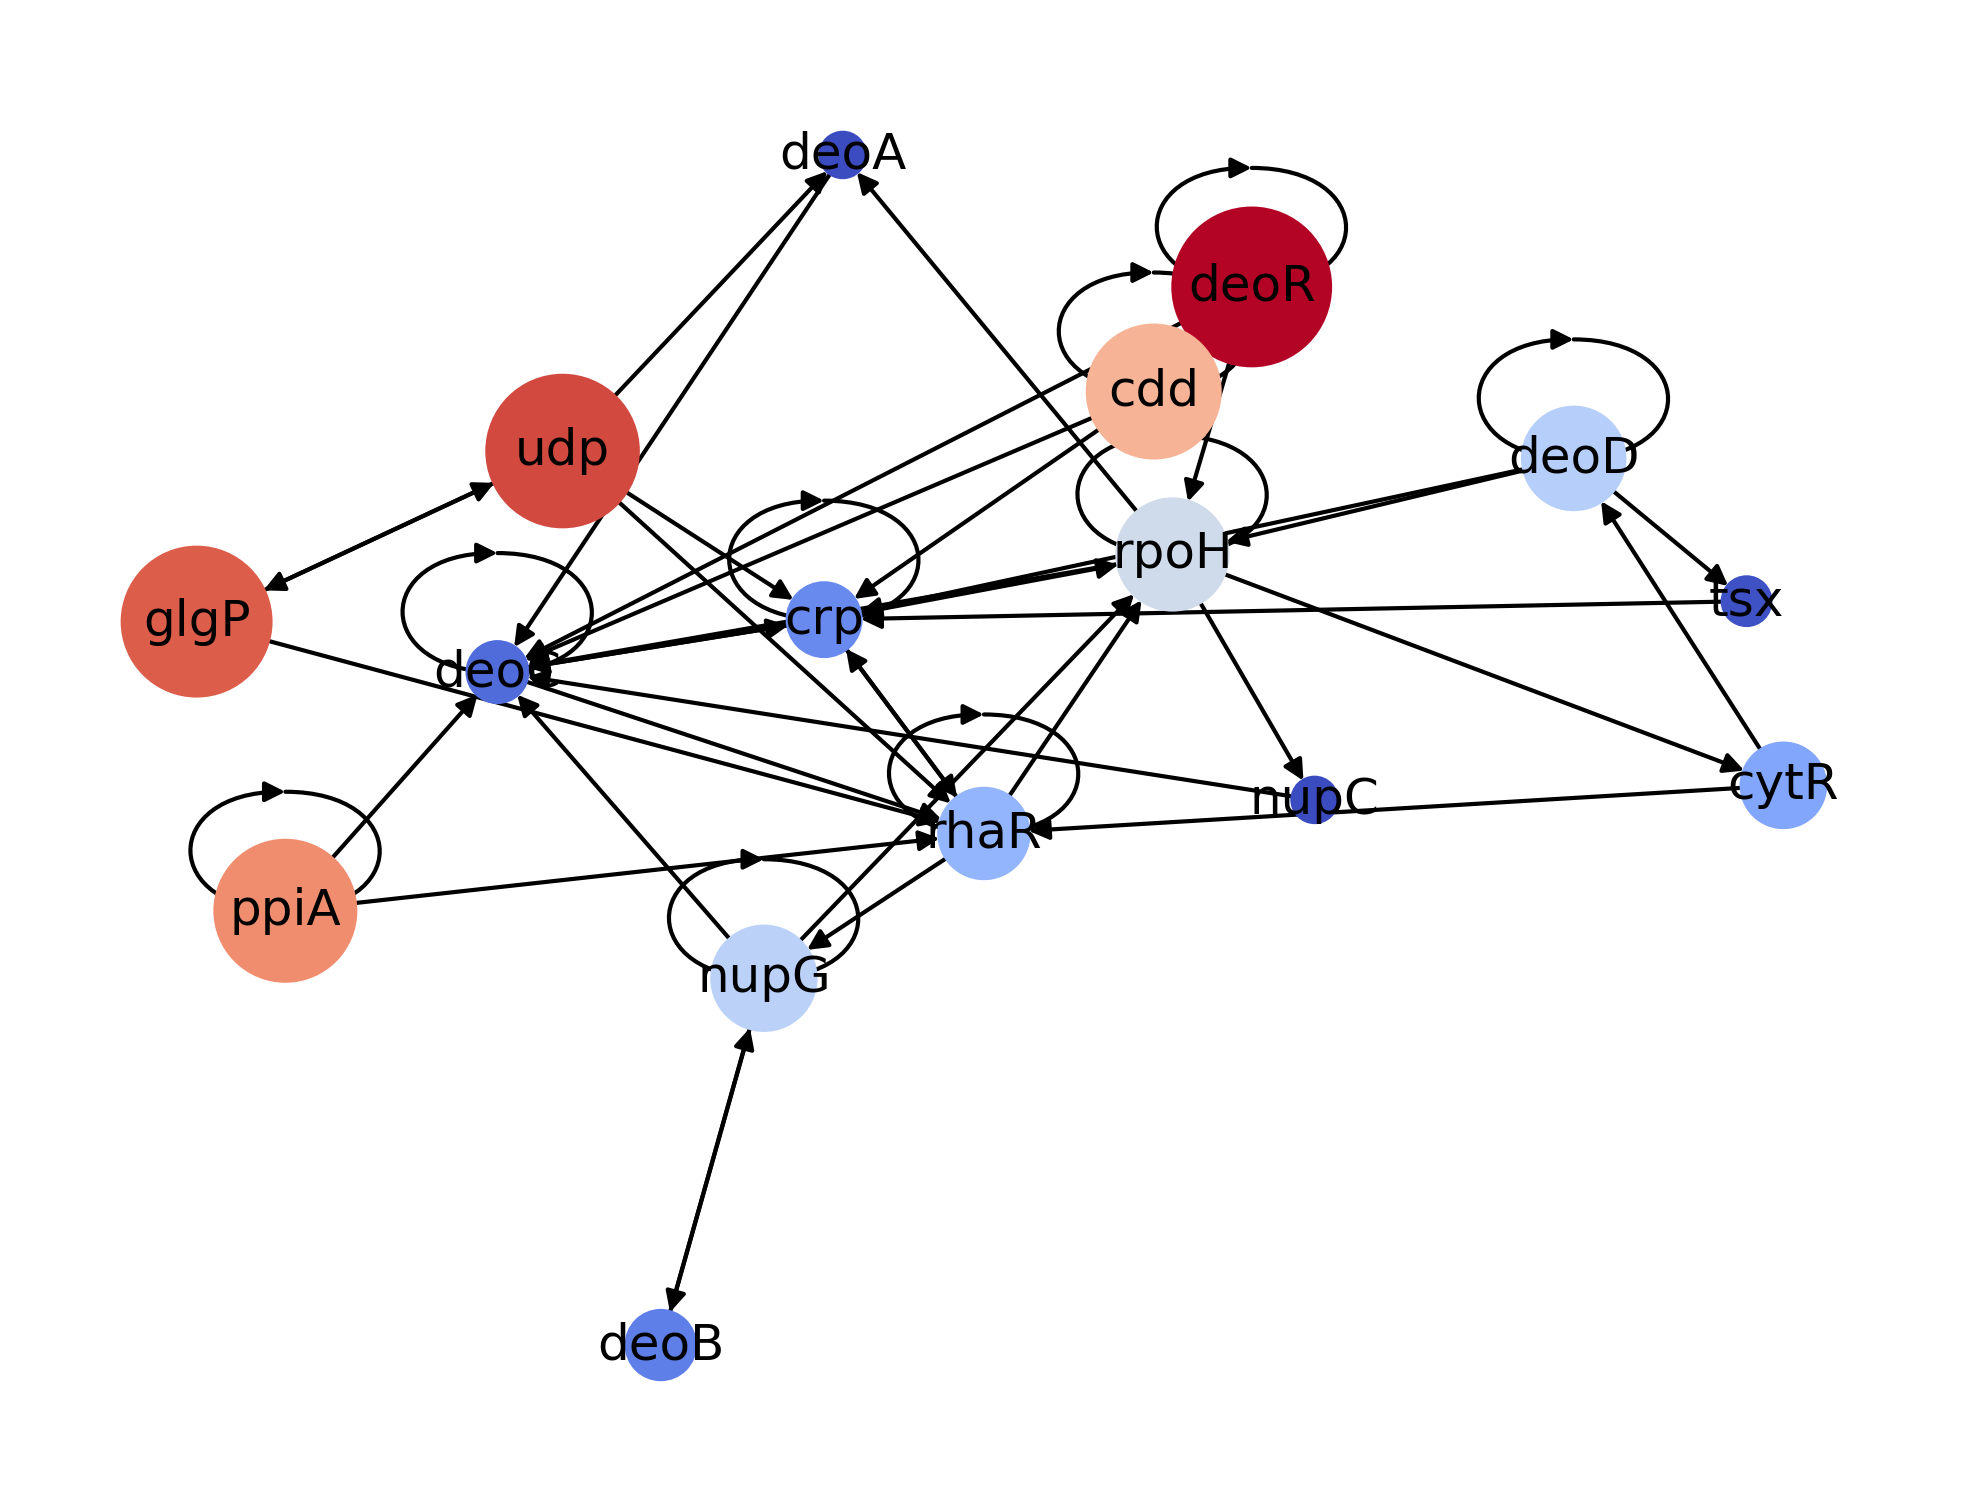 deoA
deoR
cdd
udp
deoD
rpoH
glgP
crp
tsx
deoC
nupC
cytR
rhaR
ppiA
nupG
deoB